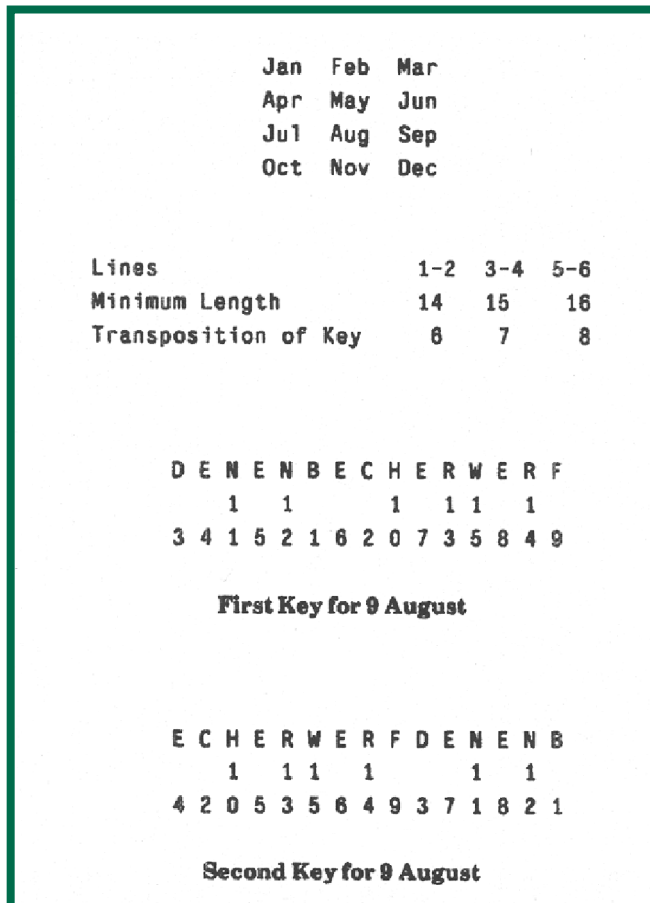 Jan Feb Mar
Apr May Jun
Jul Aug Sep
Oct Nov Dec
Lines 1-2 3-4 5-6
Minimum Length 14 15 16
Transposition of Key 6 7 8
D E N E N B E C H E R W E R F
1 1 1 1 1 1
3 4 1 5 2 1 6 2 0 7 3 5 8 4 9
First Key for 9 August
E C H E R W E R F D E N E N B
1 1 1 1 1 1
4 2 0 5 3 5 6 4 9 3 7 1 8 2 1
Second Key for 9 August